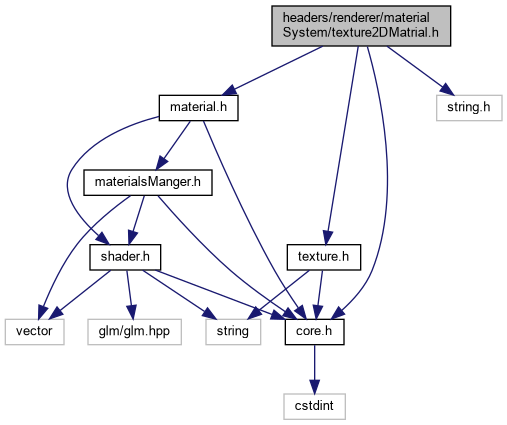 headers/renderer/material
System/texture2DMatrial.h
material.h
string.h
materialsManger.h
shader.h
texture.h
vector
glm/glm.hpp
string
core.h
cstdint